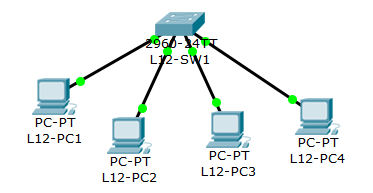 2960-24TT
L12-SW1
PC-PT
L12-PC1
PC-PT
L12-PC2
PC-PT
L12-PC3
PC-PT
L12-PC4